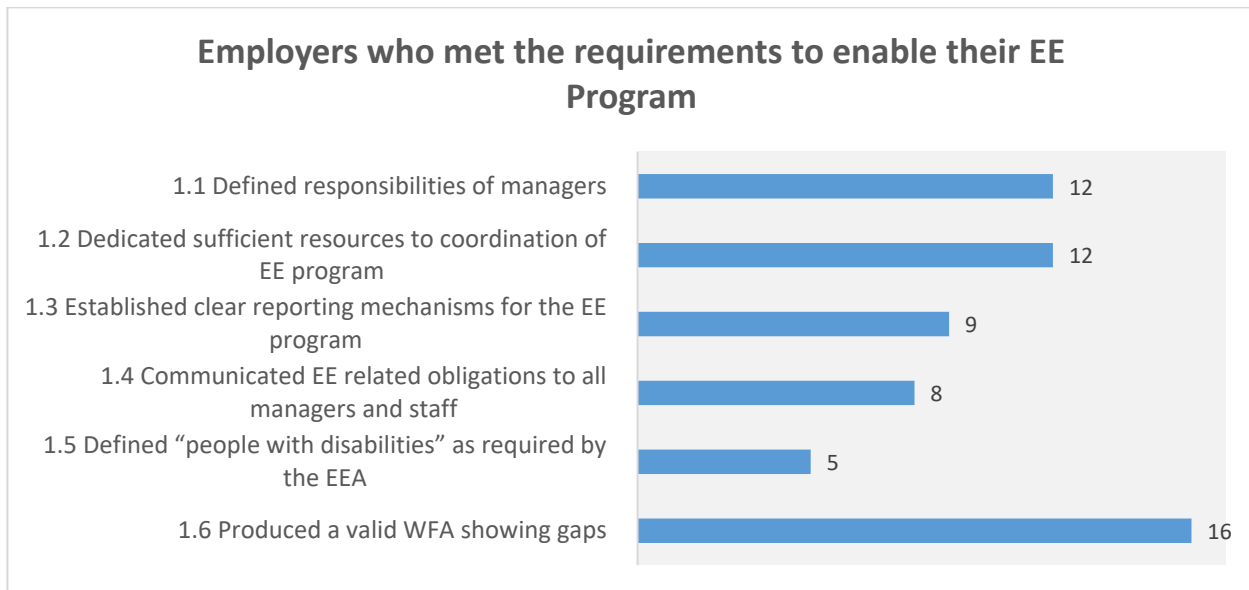 Employers who met the requirements to enable their EE
Program
1.1 Defined responsibilities of managers
12
1.2 Dedicated sufficient resources to coordination of
EE program
12
1.3 Established clear reporting mechanisms for the EE
program
9
1.4 Communicated EE related obligations to all
managers and staff
8
1.5 Defined “people with disabilities” as required by
the EEA
5
1.6 Produced a valid WFA showing gaps
16